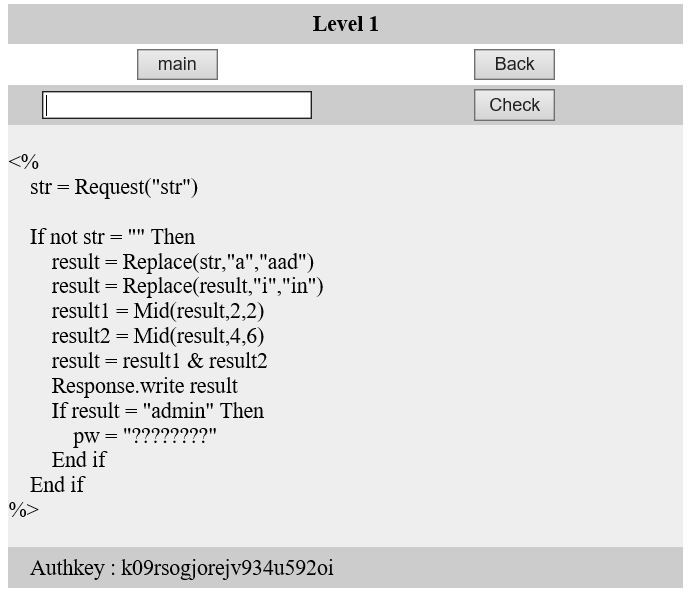 Level 1
main Back
Check
<%
str = Request("str")
If not str = "" Then
result = Replace(str,"a","aad")
result = Replace(result,"i","in")
result1 = Mid(result,2,2)
result2 = Mid(result,4,6)
result = result1 & result2
Response.write result
If result = "admin" Then
pw = "????????"
End if
End if
%>
Authkey : k09rsogjorejv934u592oi